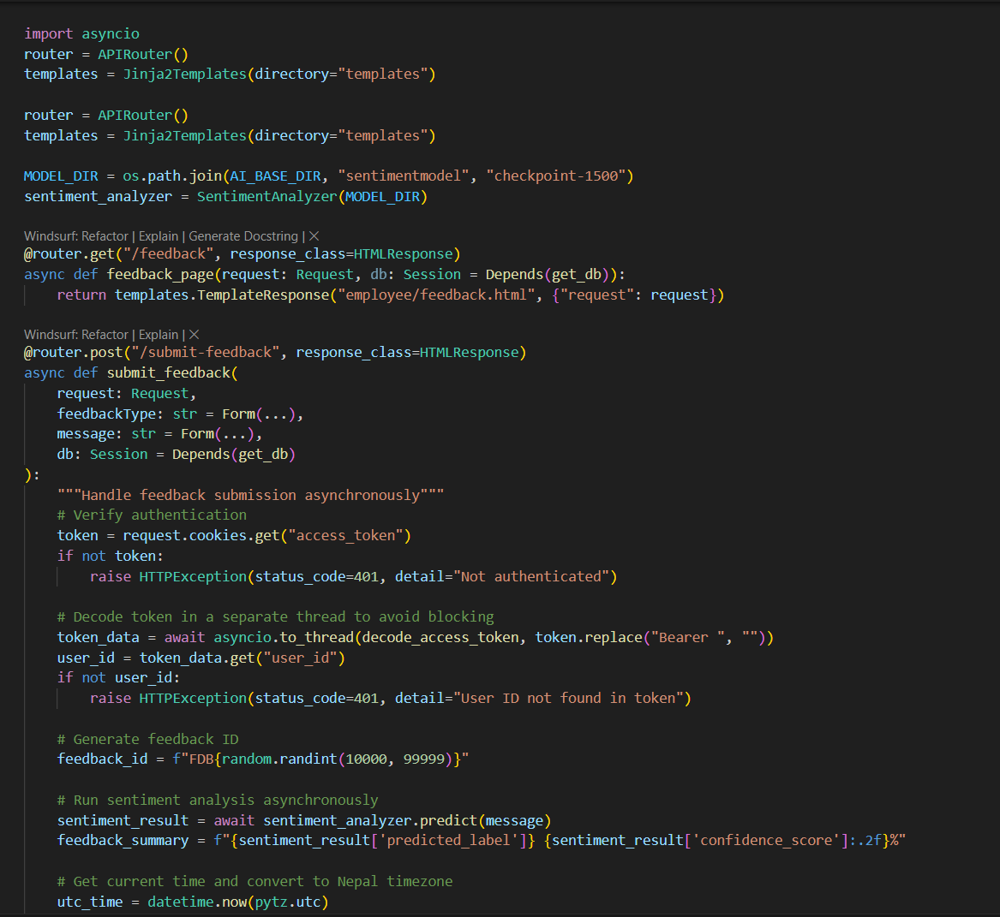 import asyncio
router = APIRouter()
templates = Jinja2Templates(directory="templates")
router = APIRouter()
templates = Jinja2Templates(directory="templates")
MODEL_DIR = os.path.join(AI_BASE_DIR, "sentimentmodel", "checkpoint-1500")
sentiment_analyzer = SentimentAnalyzer(MODEL_DIR)
Windsurf: Refactor | Explain | Generate Docstring | ✕
@router.get("/feedback", response_class=HTMLResponse)
async def feedback_page(request: Request, db: Session = Depends(get_db)):
    return templates.TemplateResponse("employee/feedback.html", {"request": request})
Windsurf: Refactor | Explain | ✕
@router.post("/submit-feedback", response_class=HTMLResponse)
async def submit_feedback(
    request: Request,
    feedbackType: str = Form(...),
    message: str = Form(...),
    db: Session = Depends(get_db)
):
    """Handle feedback submission asynchronously"""
    # Verify authentication
    token = request.cookies.get("access_token")
    if not token:
        raise HTTPException(status_code=401, detail="Not authenticated")
    # Decode token in a separate thread to avoid blocking
    token_data = await asyncio.to_thread(decode_access_token, token.replace("Bearer ", ""))
    user_id = token_data.get("user_id")
    if not user_id:
        raise HTTPException(status_code=401, detail="User ID not found in token")
    # Generate feedback ID
    feedback_id = f"FDB{random.randint(10000, 99999)}"
    # Run sentiment analysis asynchronously
    sentiment_result = await sentiment_analyzer.predict(message)
    feedback_summary = f"{sentiment_result['predicted_label']} {sentiment_result['confidence_score']:.2f}%"
    # Get current time and convert to Nepal timezone
    utc_time = datetime.now(pytz.utc)